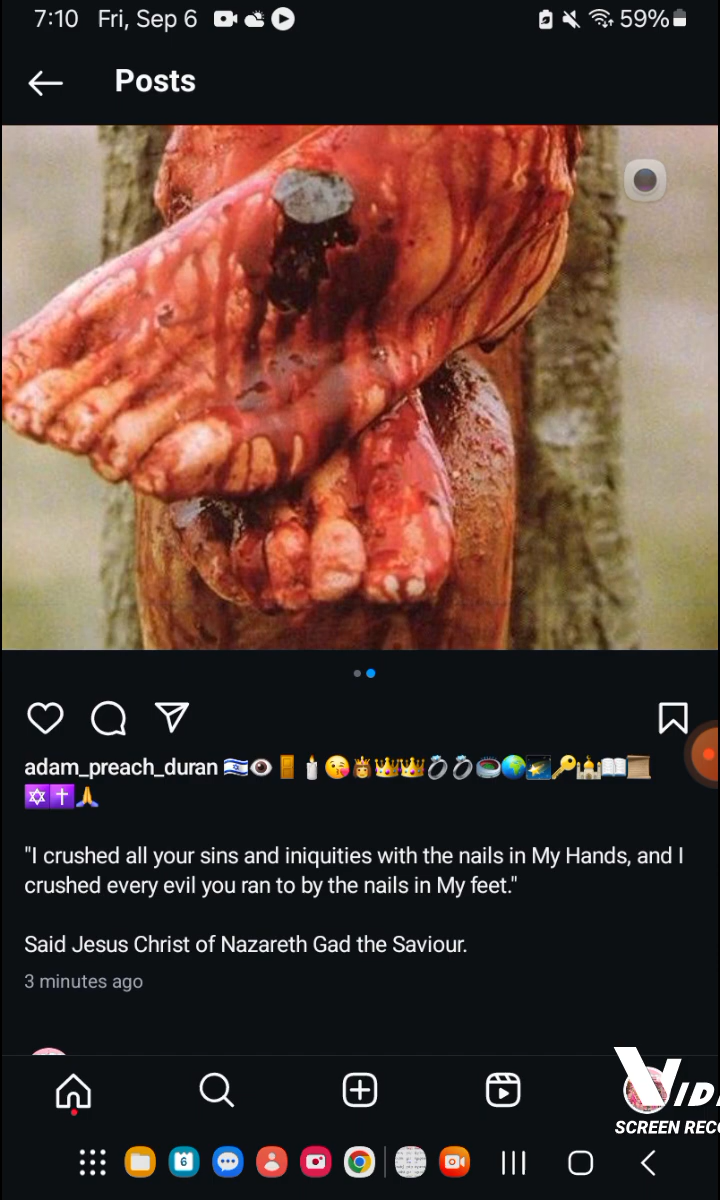 7:10 Fri, Sep 6 59%
Posts
adam_preach_duran 🇮🇱👁🚪🕯😘👸👑👑💍💍🏟🌍🌠🔑🕌📖📜
✡✝🙏
"I crushed all your sins and iniquities with the nails in My Hands, and I
crushed every evil you ran to by the nails in My feet."
Said Jesus Christ of Nazareth Gad the Saviour.
3 minutes ago
6
SCREEN REC